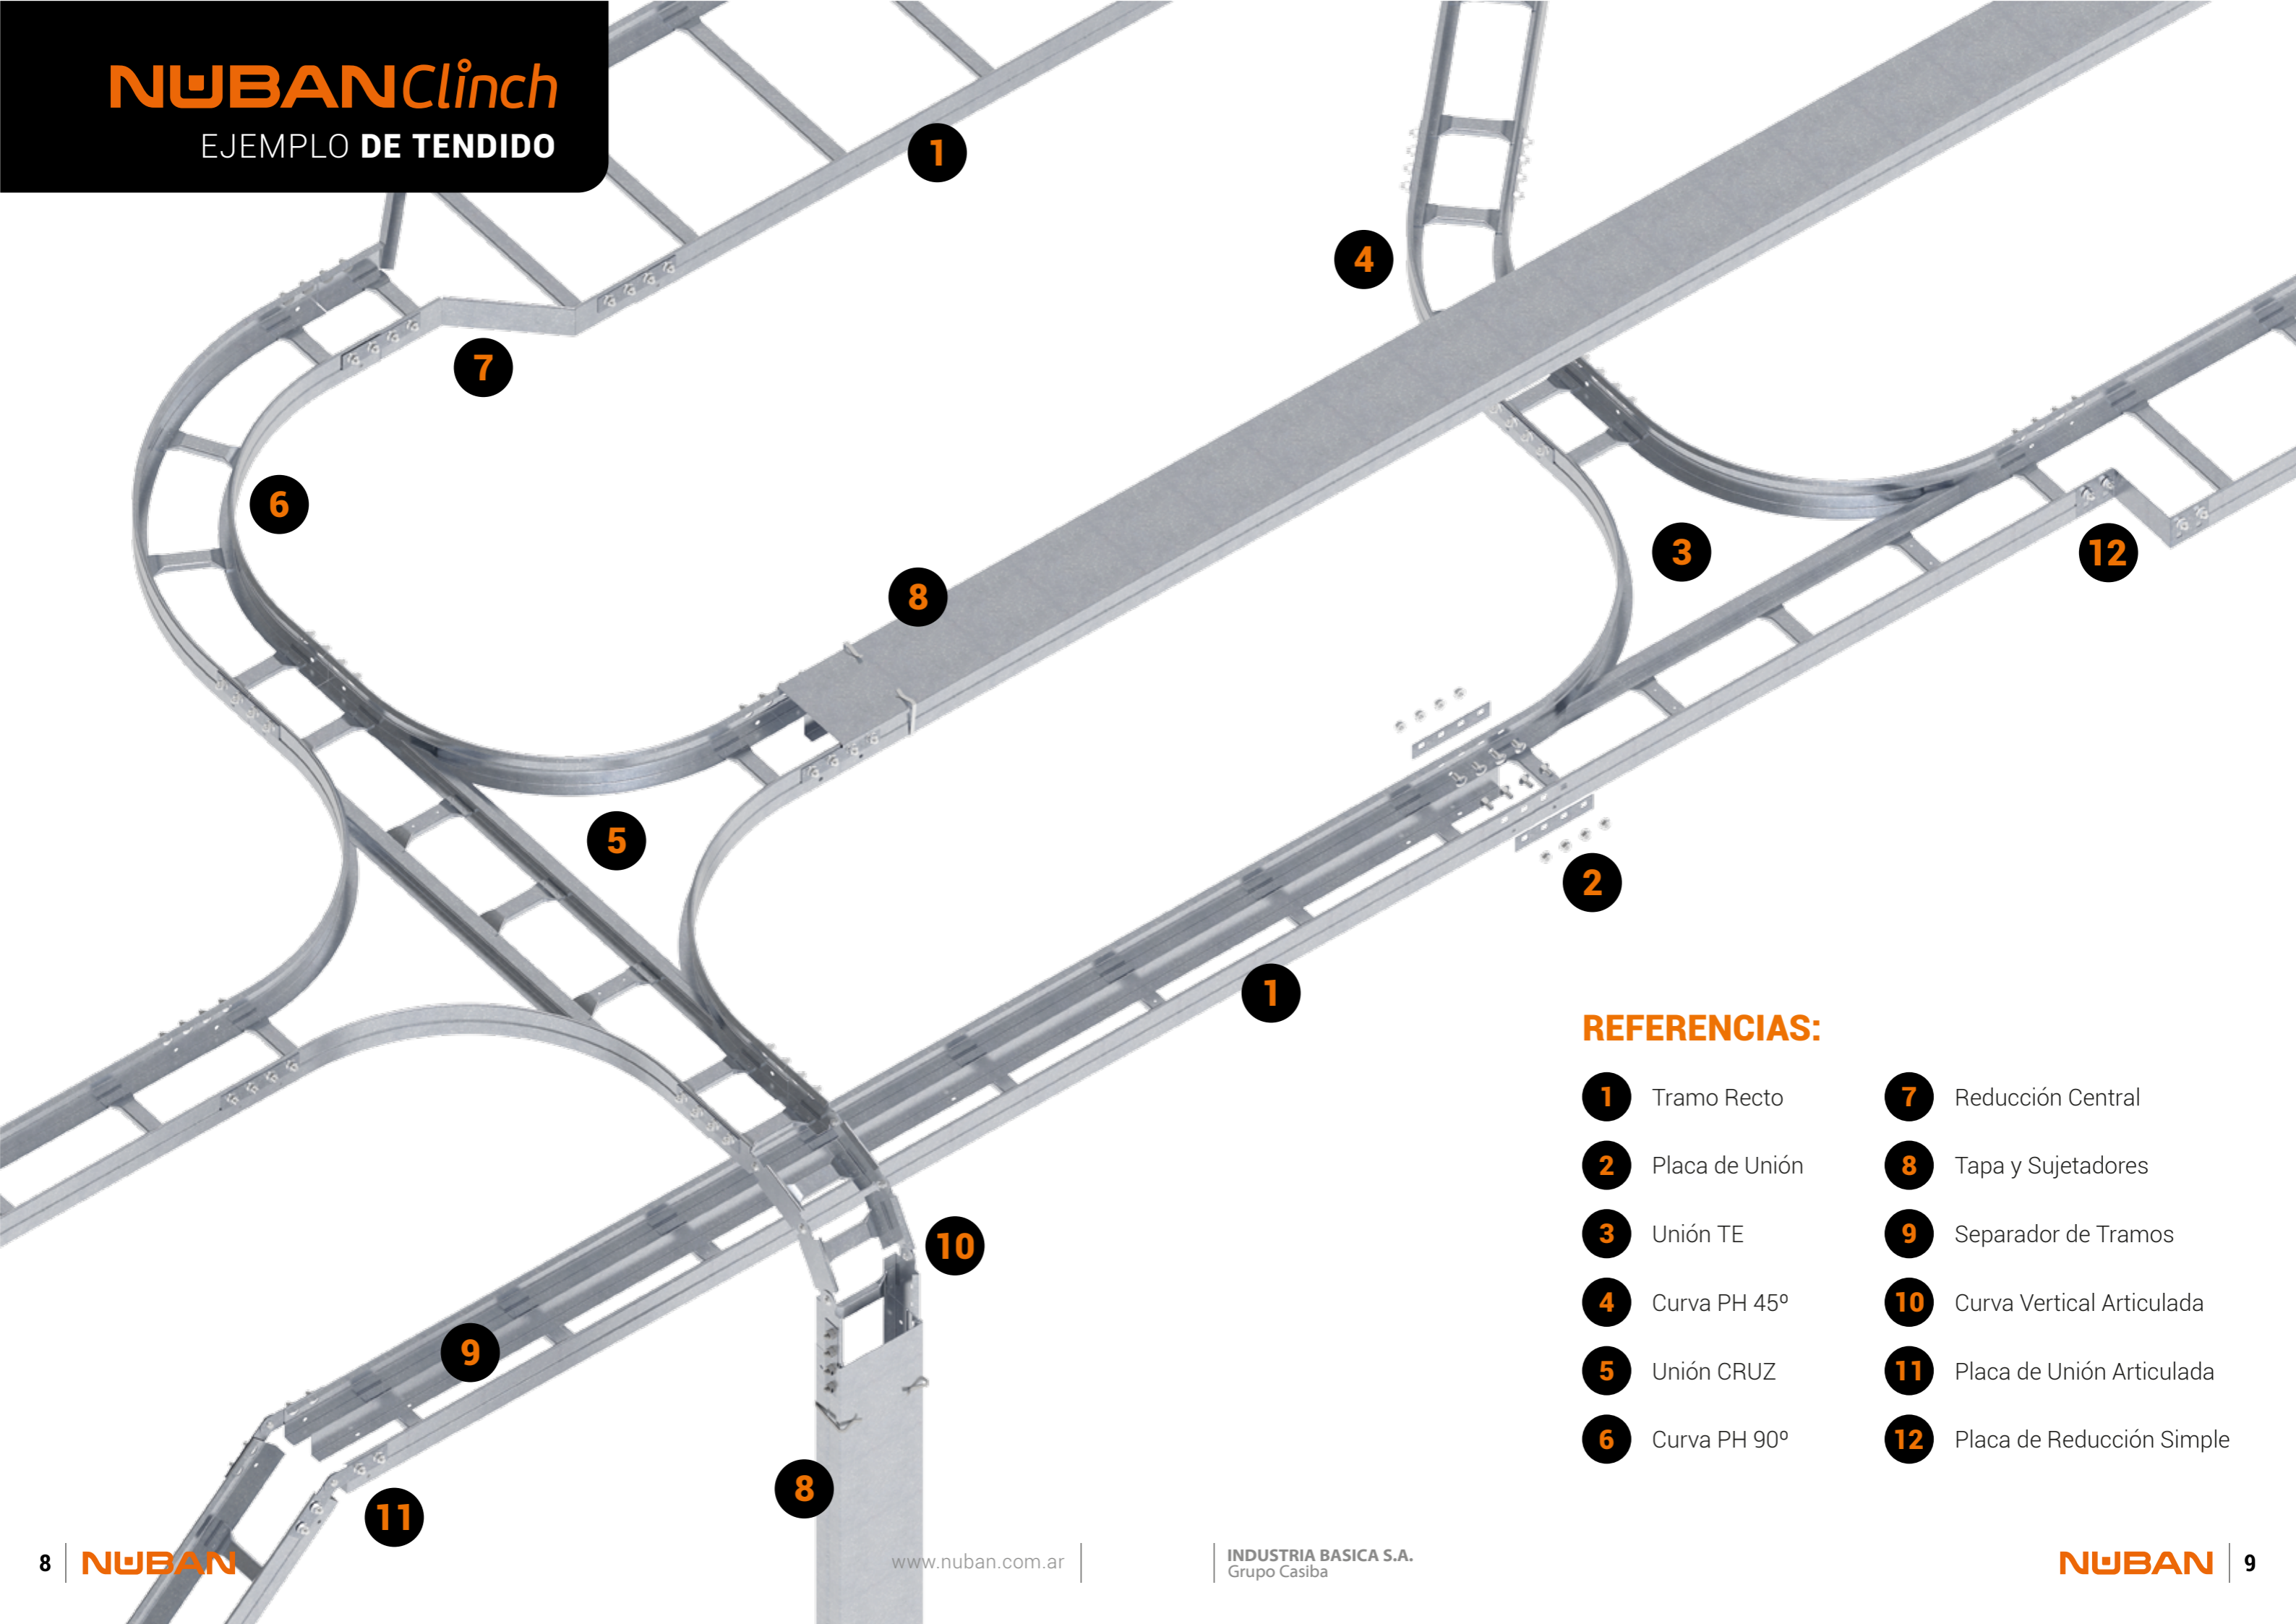 NUBAN Clinch
EJEMPLO DE TENDIDO
1
4
7
6
8
3
12
5
2
1
10
9
8
11
REFERENCIAS:
1 Tramo Recto
2 Placa de Unión
3 Unión TE
4 Curva PH 45º
5 Unión CRUZ
6 Curva PH 90º
7 Reducción Central
8 Tapa y Sujetadores
9 Separador de Tramos
10 Curva Vertical Articulada
11 Placa de Unión Articulada
12 Placa de Reducción Simple
8 NUBAN
www.nuban.com.ar
INDUSTRIA BASICA S.A.
Grupo Casiba
NUBAN 9